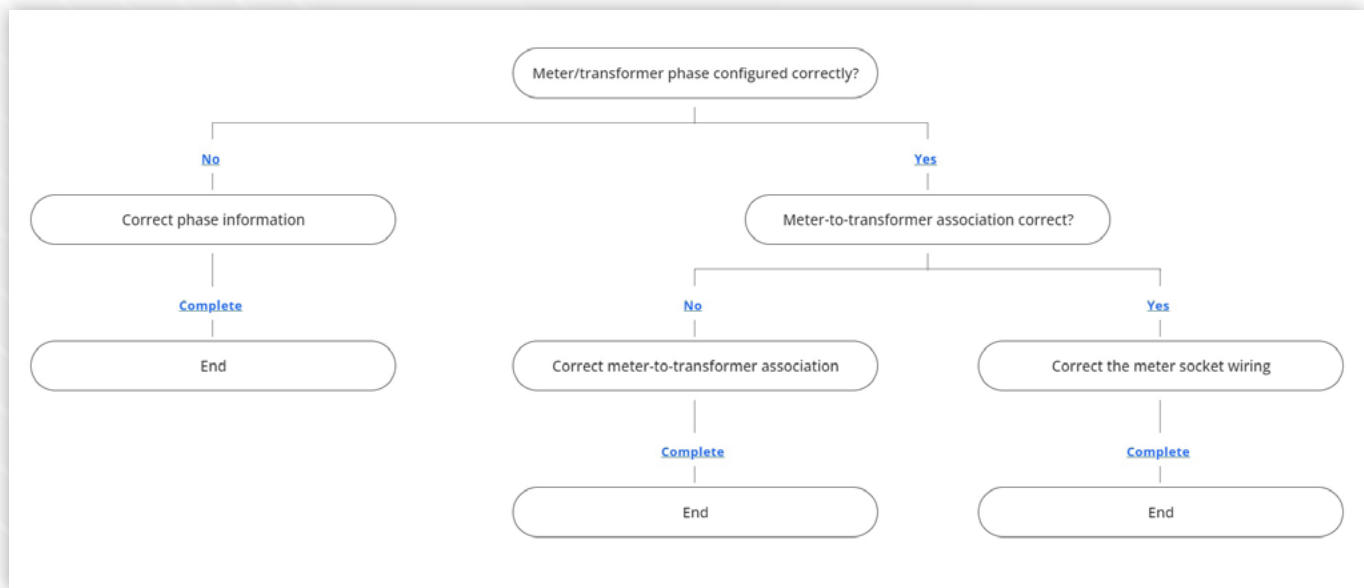 Meter/transformer phase configured correctly?
No
Yes
Correct phase information
Meter-to-transformer association correct?
Complete
No
Yes
End
Correct meter-to-transformer association
Correct the meter socket wiring
Complete
Complete
End
End